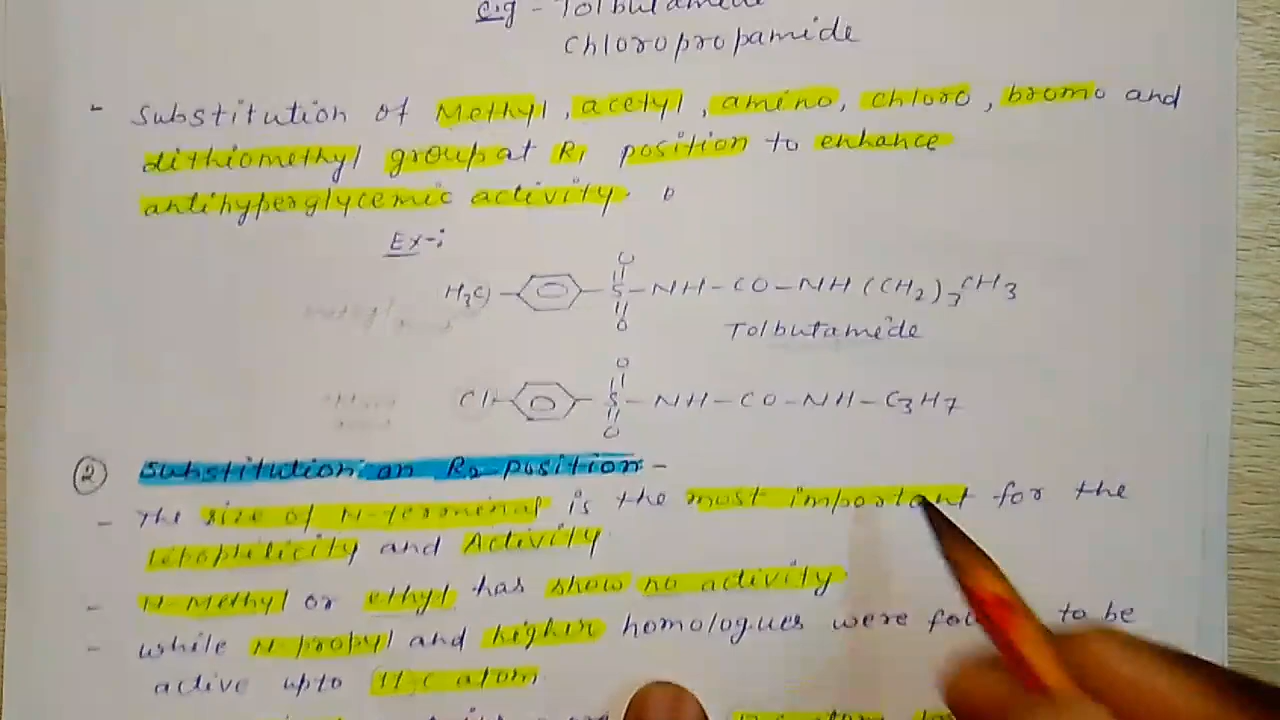 e.g - Tolbutamide
Chloropropamide
- Substitution of Methyl, acetyl, amino, chloro, bromo and
dithiomethyl group at R1 position to enhance
antihyperglycemic activity.
Ex-i
H3C - S - NH - CO - NH (CH2)3 CH3
O
O
Tolbutamide
Cl - S - NH - CO - NH - C3H7
O
O
② Substitution on R2 position -
- The size of N-terminal is the most important for the
lipophilicity and Activity
- N-Methyl or ethyl has show no activity.
- while N-propyl and higher homologues were to be
active upto 11 C atom.